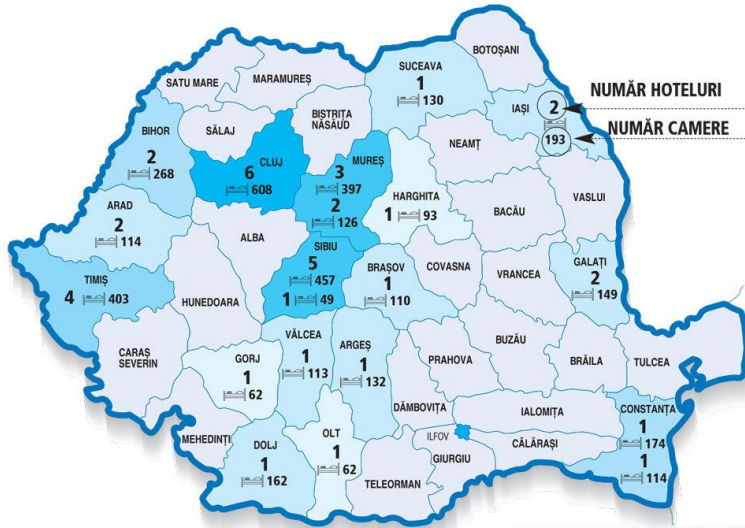 BOTOȘANI
SUCEAVA
1
130
SATU MARE
MARAMUREȘ
NUMĂR HOTELURI
IAȘI
2
193
NUMĂR CAMERE
BISTRIȚA
NĂSĂUD
BIHOR
2
268
SĂLAJ
NEAMȚ
CLUJ
6
608
MUREȘ
3
397
2
126
HARGHITA
1
93
VASLUI
ARAD
2
114
BACĂU
ALBA
SIBIU
5
457
1
49
TIMIȘ
4
403
BRAȘOV
1
110
COVASNA
VRANCEA
GALAȚI
2
149
HUNEDOARA
CARAȘ
SEVERIN
GORJ
1
62
VÂLCEA
1
113
ARGEȘ
1
132
PRAHOVA
BUZĂU
BRĂILA
TULCEA
DÂMBOVIȚA
IALOMIȚA
CONSTANȚA
1
174
1
114
MEHEDINȚI
DOLJ
1
162
OLT
1
62
ILFOV
CĂLĂRAȘI
GIURGIU
TELEORMAN